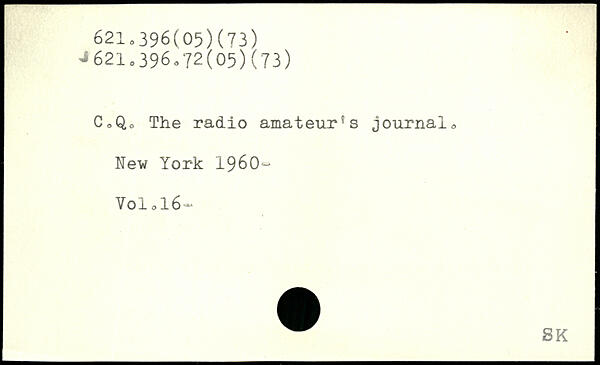 621.396(05)(73)
621.396.72(05)(73)
C.Q. The radio amateur's journal.
New York 1960-
Vol.16-
SK